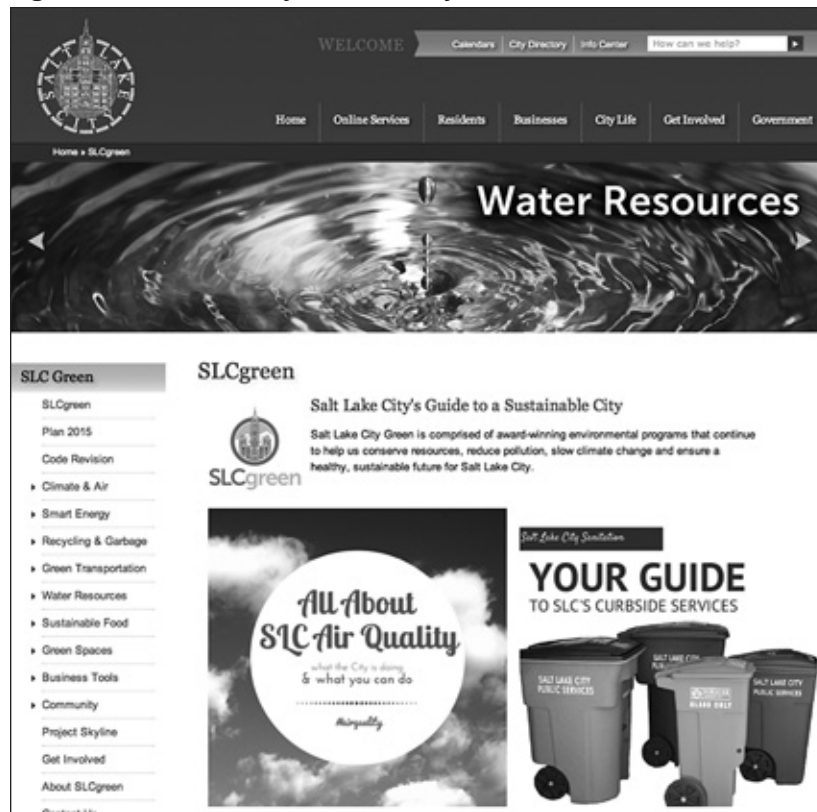 SALT LAKE CITY
WELCOME
Calendars
City Directory
Info Center
How can we help?
Home
Online Services
Residents
Businesses
City Life
Get Involved
Government
Home » SLCgreen
Water Resources
SLC Green
SLCgreen
Plan 2015
Code Revision
Climate & Air
Smart Energy
Recycling & Garbage
Green Transportation
Water Resources
Sustainable Food
Green Spaces
Business Tools
Community
Project Skyline
Get Involved
About SLCgreen
SLCgreen
Salt Lake City's Guide to a Sustainable City
Salt Lake City Green is comprised of award-winning environmental programs that continue
to help us conserve resources, reduce pollution, slow climate change and ensure a
healthy, sustainable future for Salt Lake City.
SLCgreen
All About
SLC Air Quality
what the City is doing
& what you can do
#airquality
Salt Lake City Sanitation
YOUR GUIDE
TO SLC'S CURBSIDE SERVICES
SALT LAKE CITY
PUBLIC SERVICES
SALT LAKE CITY
SALT LAKE CITY
PUBLIC SERVICES